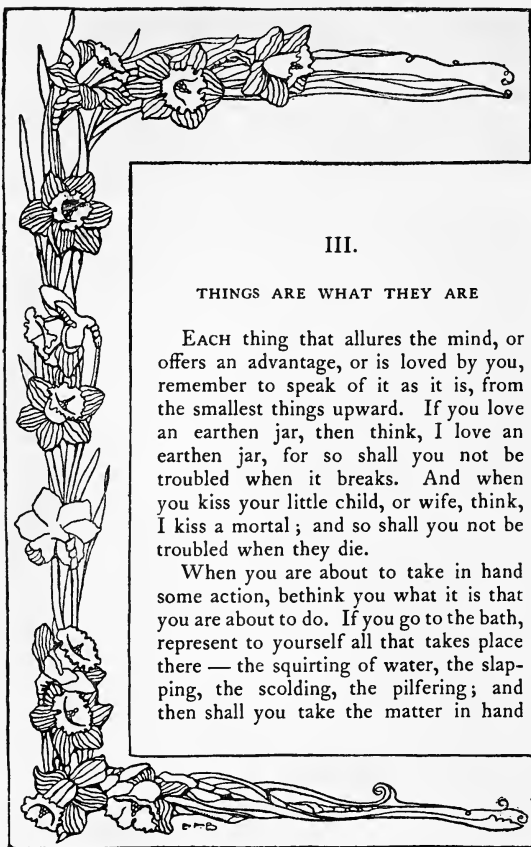 III.
THINGS ARE WHAT THEY ARE
EACH thing that allures the mind, or
offers an advantage, or is loved by you,
remember to speak of it as it is, from
the smallest things upward. If you love
an earthen jar, then think, I love an
earthen jar, for so shall you not be
troubled when it breaks. And when
you kiss your little child, or wife, think,
I kiss a mortal; and so shall you not be
troubled when they die.
When you are about to take in hand
some action, bethink you what it is that
you are about to do. If you go to the bath,
represent to yourself all that takes place
there — the squirting of water, the slap-
ping, the scolding, the pilfering; and
then shall you take the matter in hand